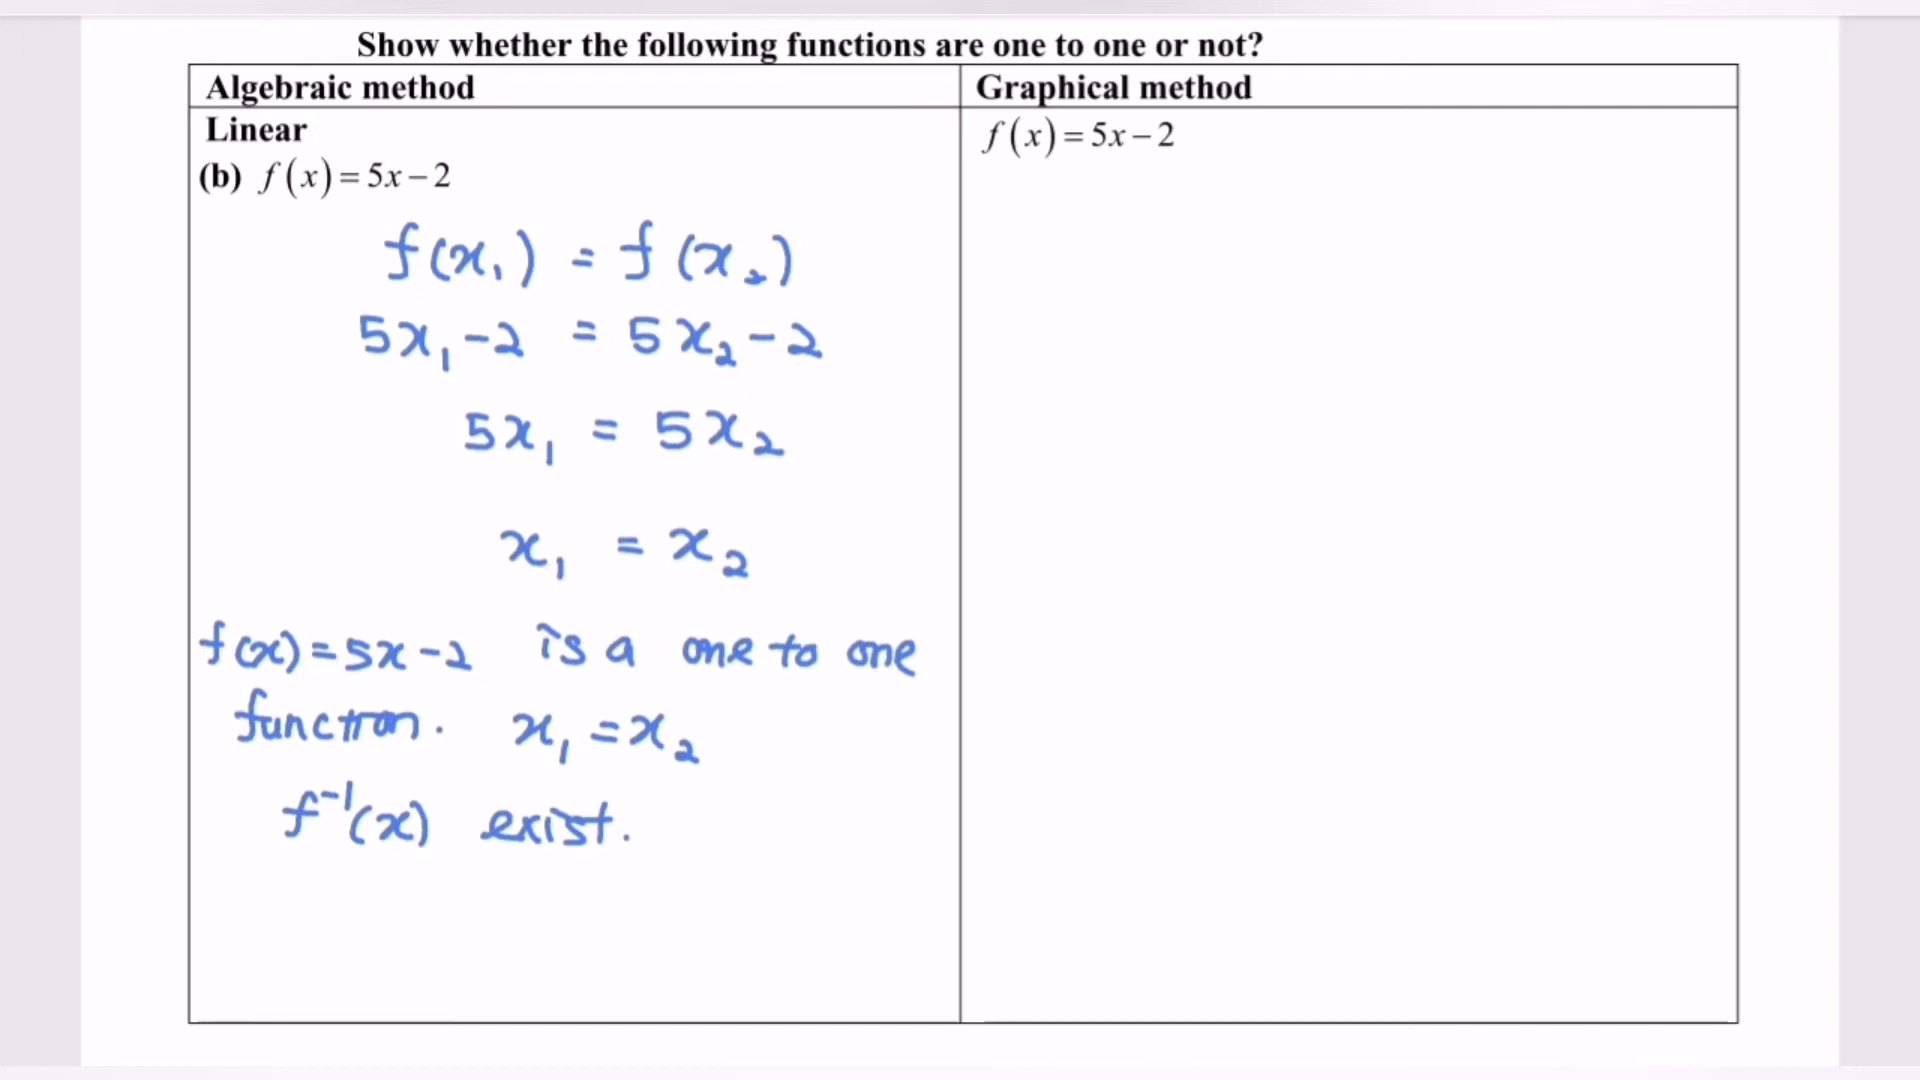 Show whether the following functions are one to one or not?
Algebraic method
Linear
(b) f(x) = 5x − 2
f(x₁) = f(x₂)
5x₁ − 2 = 5x₂ − 2
5x₁ = 5x₂
x₁ = x₂
f(x) = 5x − 2 is a one to one
function. x₁ = x₂
f⁻¹(x) exist.
Graphical method
f(x) = 5x − 2